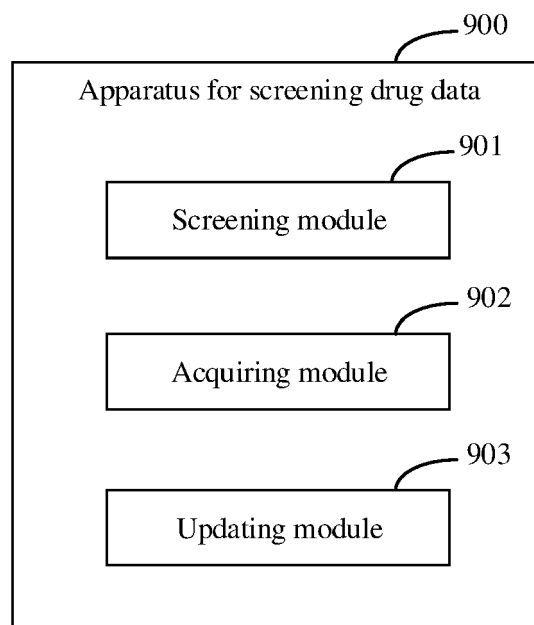 900
Apparatus for screening drug data
901
Screening module
902
Acquiring module
903
Updating module